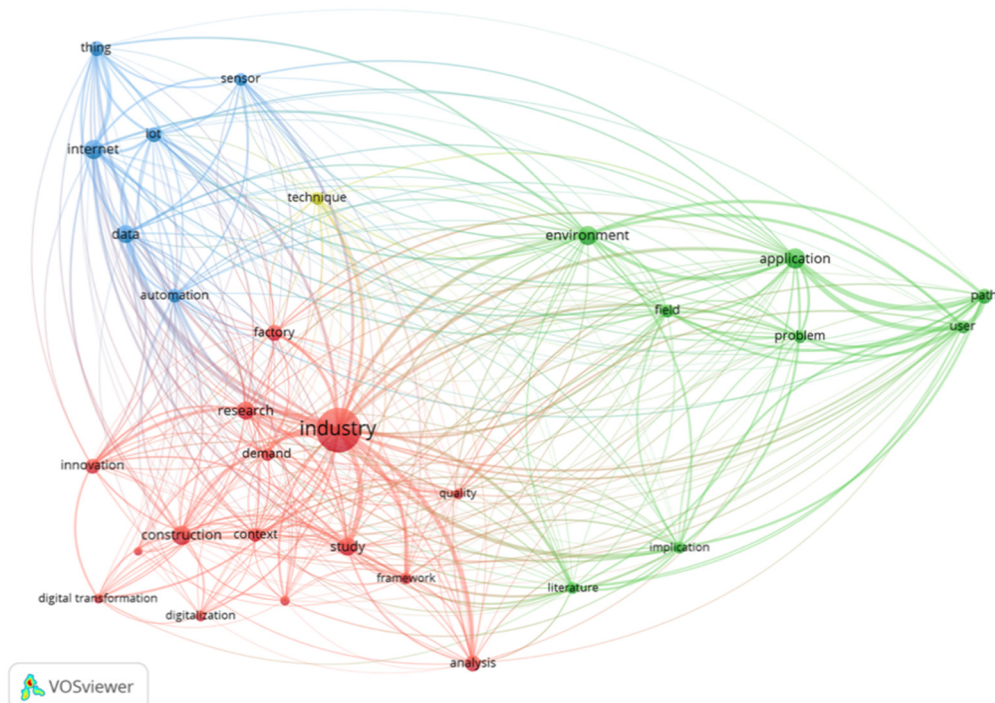 thing
sensor
iot
internet
technique
data
environment
application
automation
path
field
user
factory
problem
research
industry
demand
innovation
quality
construction
context
study
implication
framework
literature
digital transformation
digitalization
analysis
VOSviewer